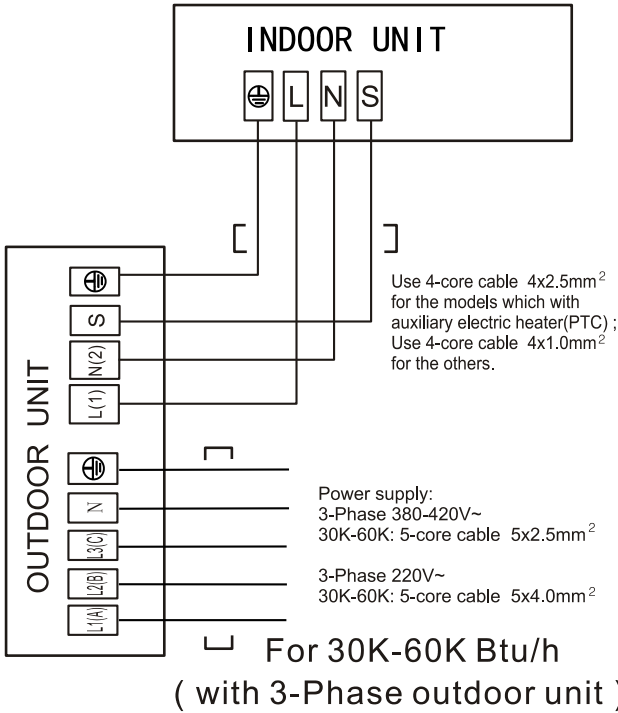 INDOOR UNIT
L N S
S
N(2)
L(1)
OUTDOOR UNIT
N
L3(C)
L2(B)
L1(A)
Use 4-core cable 4x2.5mm²
for the models which with
auxiliary electric heater(PTC) ;
Use 4-core cable 4x1.0mm²
for the others.
Power supply:
3-Phase 380-420V~
30K-60K: 5-core cable 5x2.5mm²
3-Phase 220V~
30K-60K: 5-core cable 5x4.0mm²
For 30K-60K Btu/h
( with 3-Phase outdoor unit )